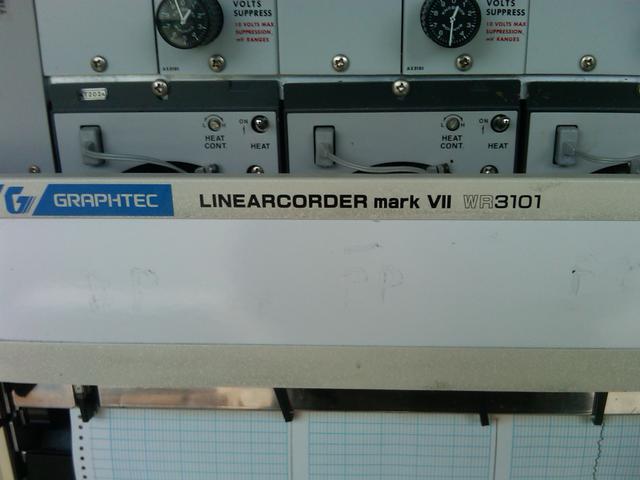 VOLTS
SUPPRESS
10 VOLTS MAX
SUPPRESSION,
mV RANGES
VOLTS
SUPPRESS
10 VOLTS MAX
SUPPRESSION,
mV RANGES
T2024
L H
HEAT
CONT.
ON
HEAT
L H
HEAT
CONT.
ON
HEAT
G GRAPHTEC LINEARCORDER mark VII WR3101
P P